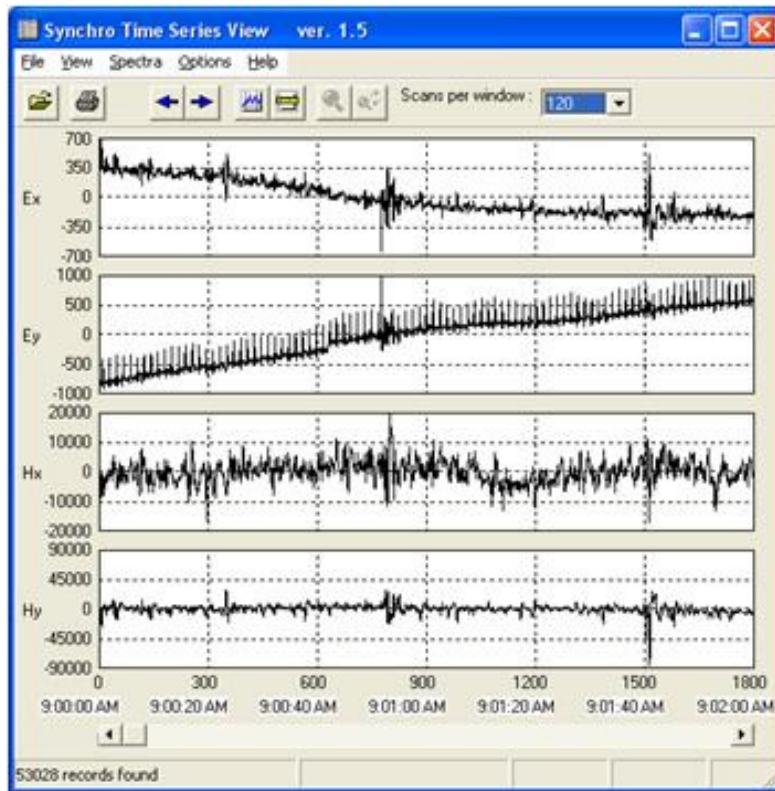 Synchro Time Series View ver. 1.5
File View Spectra Options Help
Scans per window : 120
700
350
Ex 0
-350
-700
1000
500
Ey 0
-500
-1000
20000
10000
Hx 0
-10000
-20000
90000
45000
Hy 0
-45000
-90000
0 300 600 900 1200 1500 1800
9:00:00 AM 9:00:20 AM 9:00:40 AM 9:01:00 AM 9:01:20 AM 9:01:40 AM 9:02:00 AM
53028 records found